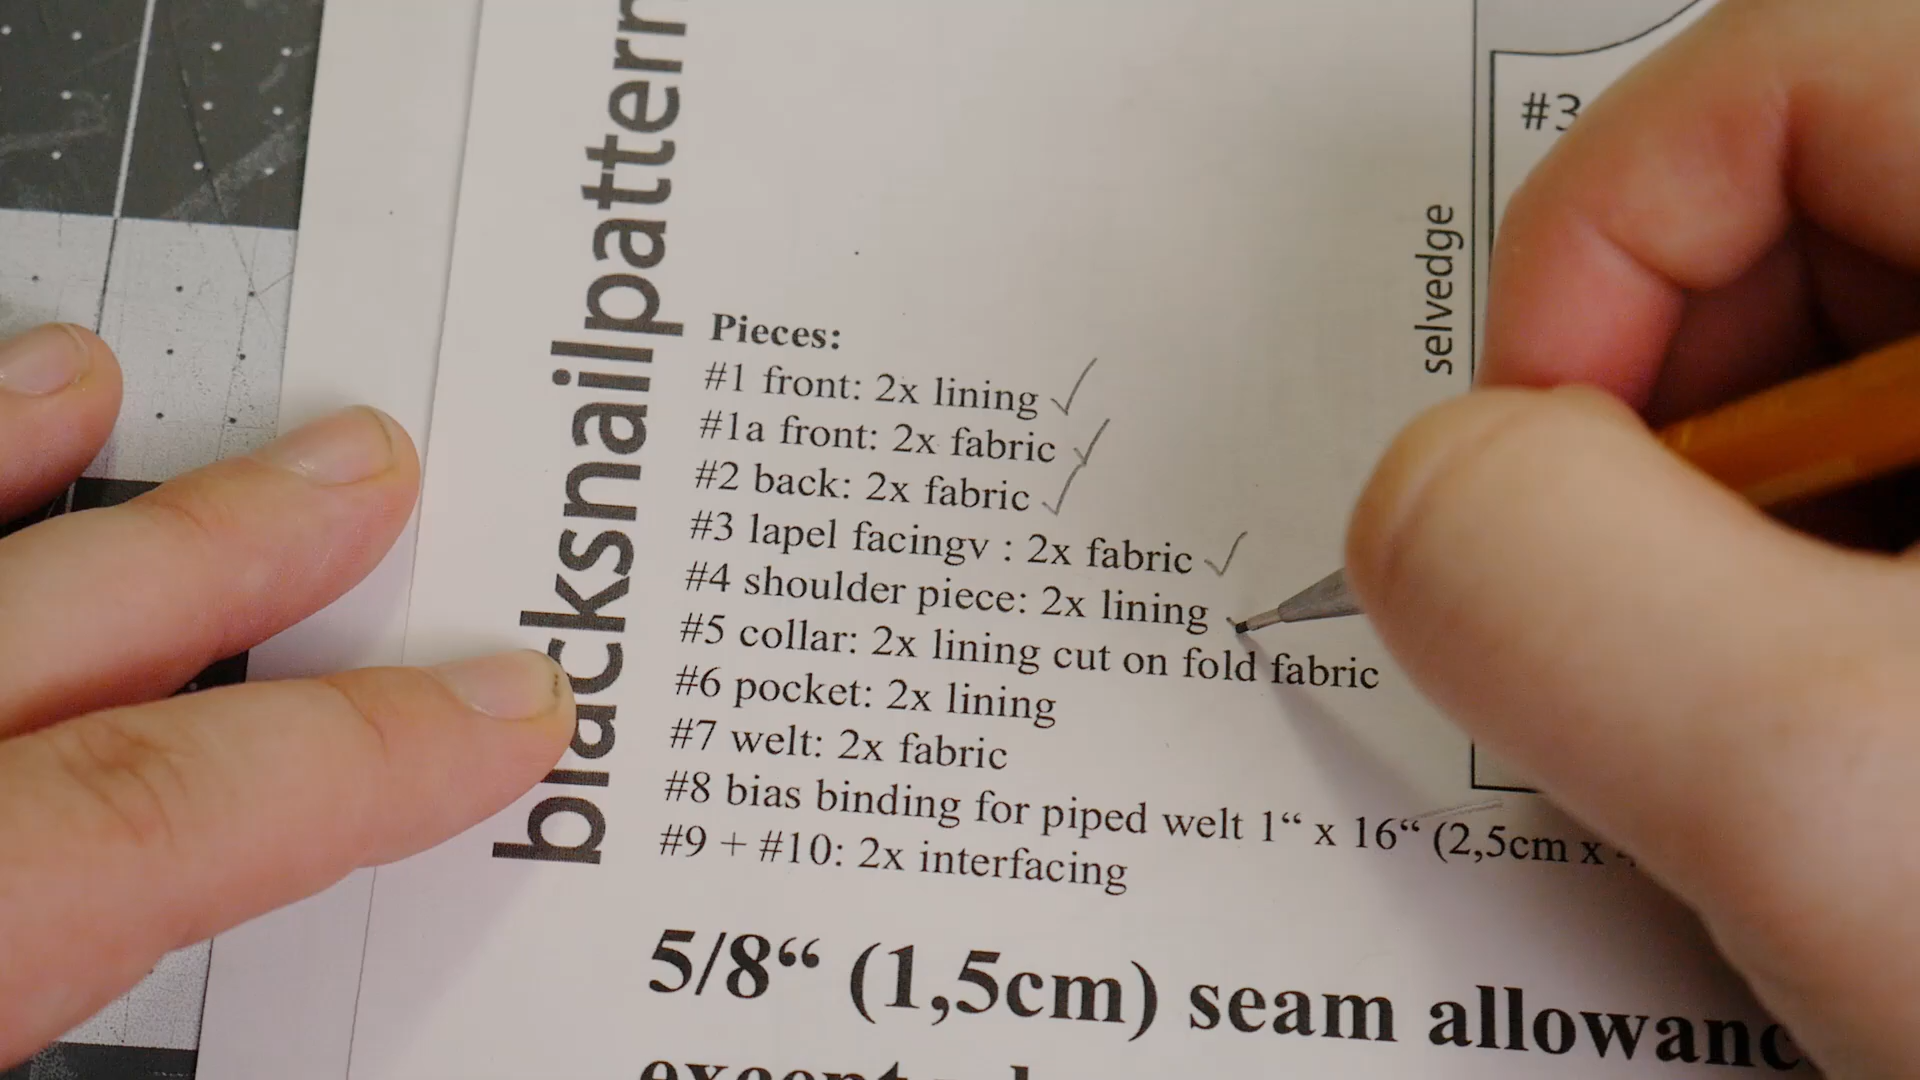 blacksnailpattern
Pieces:
#1 front: 2x lining ✓
#1a front: 2x fabric ✓
#2 back: 2x fabric ✓
#3 lapel facingv : 2x fabric ✓
#4 shoulder piece: 2x lining
#5 collar: 2x lining cut on fold fabric
#6 pocket: 2x lining
#7 welt: 2x fabric
#8 bias binding for piped welt 1“ x 16“ (2,5cm x
#9 + #10: 2x interfacing
5/8“ (1,5cm) seam allowanc
selvedge
#3